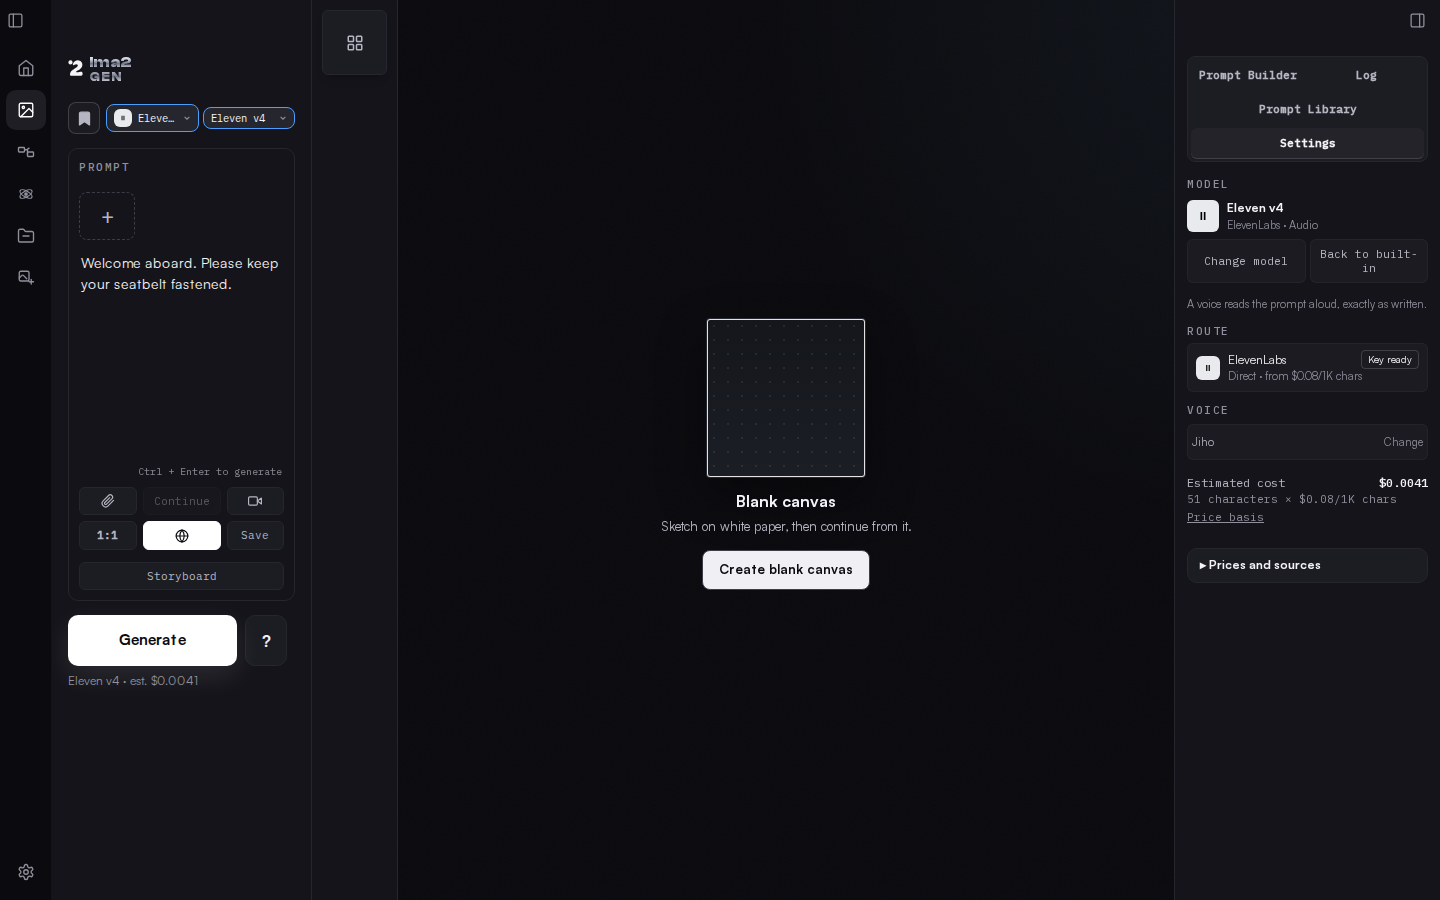 Ima2
GEN
Eleve...
Eleven v4
PROMPT
+
Welcome aboard. Please keep
your seatbelt fastened.
Ctrl + Enter to generate
Continue
1:1
Save
Storyboard
Generate
?
Eleven v4 · est. $0.0041
Blank canvas
Sketch on white paper, then continue from it.
Create blank canvas
Prompt Builder
Log
Prompt Library
Settings
MODEL
Eleven v4
ElevenLabs · Audio
Change model
Back to built-
in
A voice reads the prompt aloud, exactly as written.
ROUTE
ElevenLabs
Key ready
Direct · from $0.08/1K chars
VOICE
Jiho
Change
Estimated cost
$0.0041
51 characters × $0.08/1K chars
Price basis
▸ Prices and sources